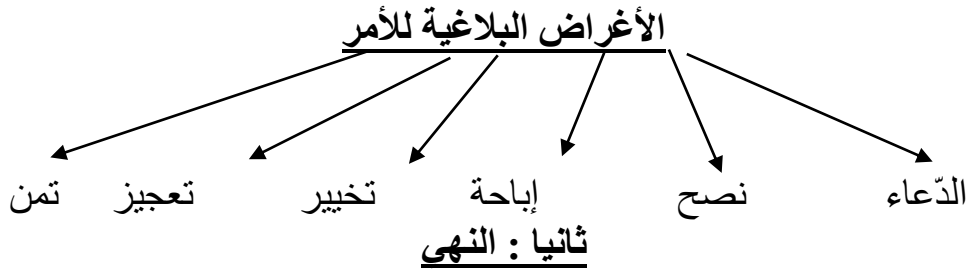 الأغراض البلاغية للأمر
الدّعاء نصح إباحة تخيير تعجيز تمن
ثانيا : النهي